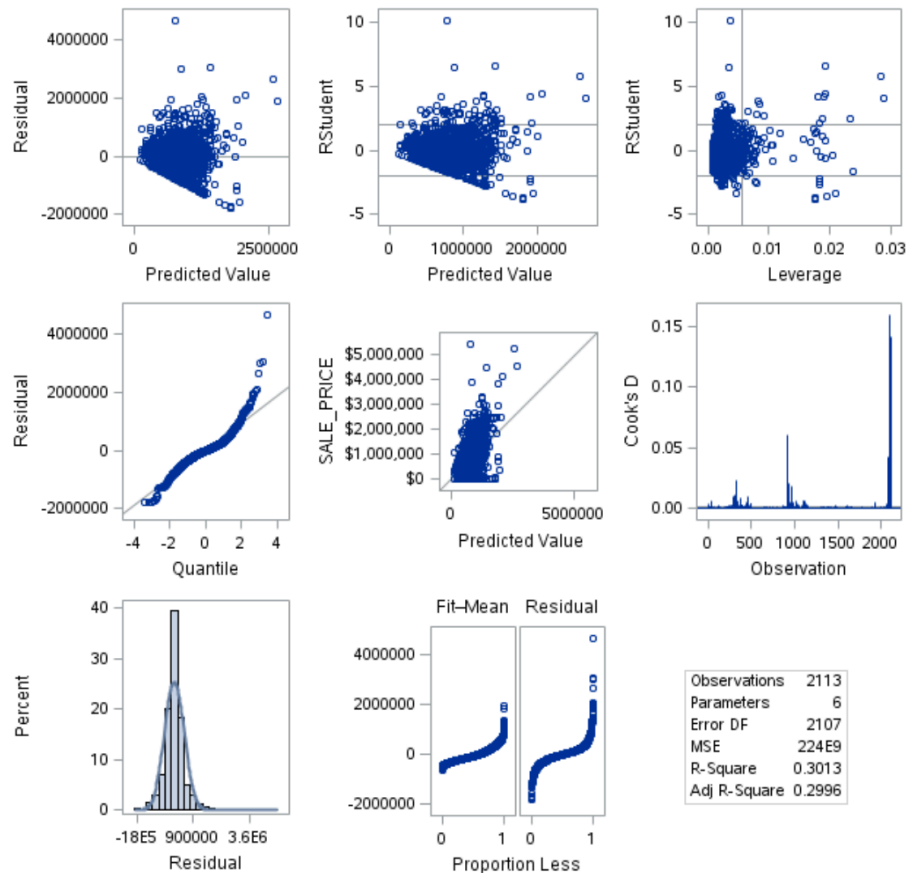 4000000
2000000
0
-2000000
Residual
0 2500000
Predicted Value
10
5
0
-5
RStudent
0 1000000 2000000
Predicted Value
10
5
0
-5
RStudent
0.00 0.01 0.02 0.03
Leverage
4000000
2000000
0
-2000000
Residual
-4 -2 0 2 4
Quantile
$5,000,000
$4,000,000
$3,000,000
$2,000,000
$1,000,000
$0
SALE_PRICE
0 5000000
Predicted Value
0.15
0.10
0.05
0.00
Cook's D
0 500 1000 1500 2000
Observation
40
30
20
10
0
Percent
-18E5 900000 3.6E6
Residual
Fit–Mean Residual
4000000
2000000
0
-2000000
0 1 0 1
Proportion Less
Observations 2113
Parameters 6
Error DF 2107
MSE 224E9
R-Square 0.3013
Adj R-Square 0.2996